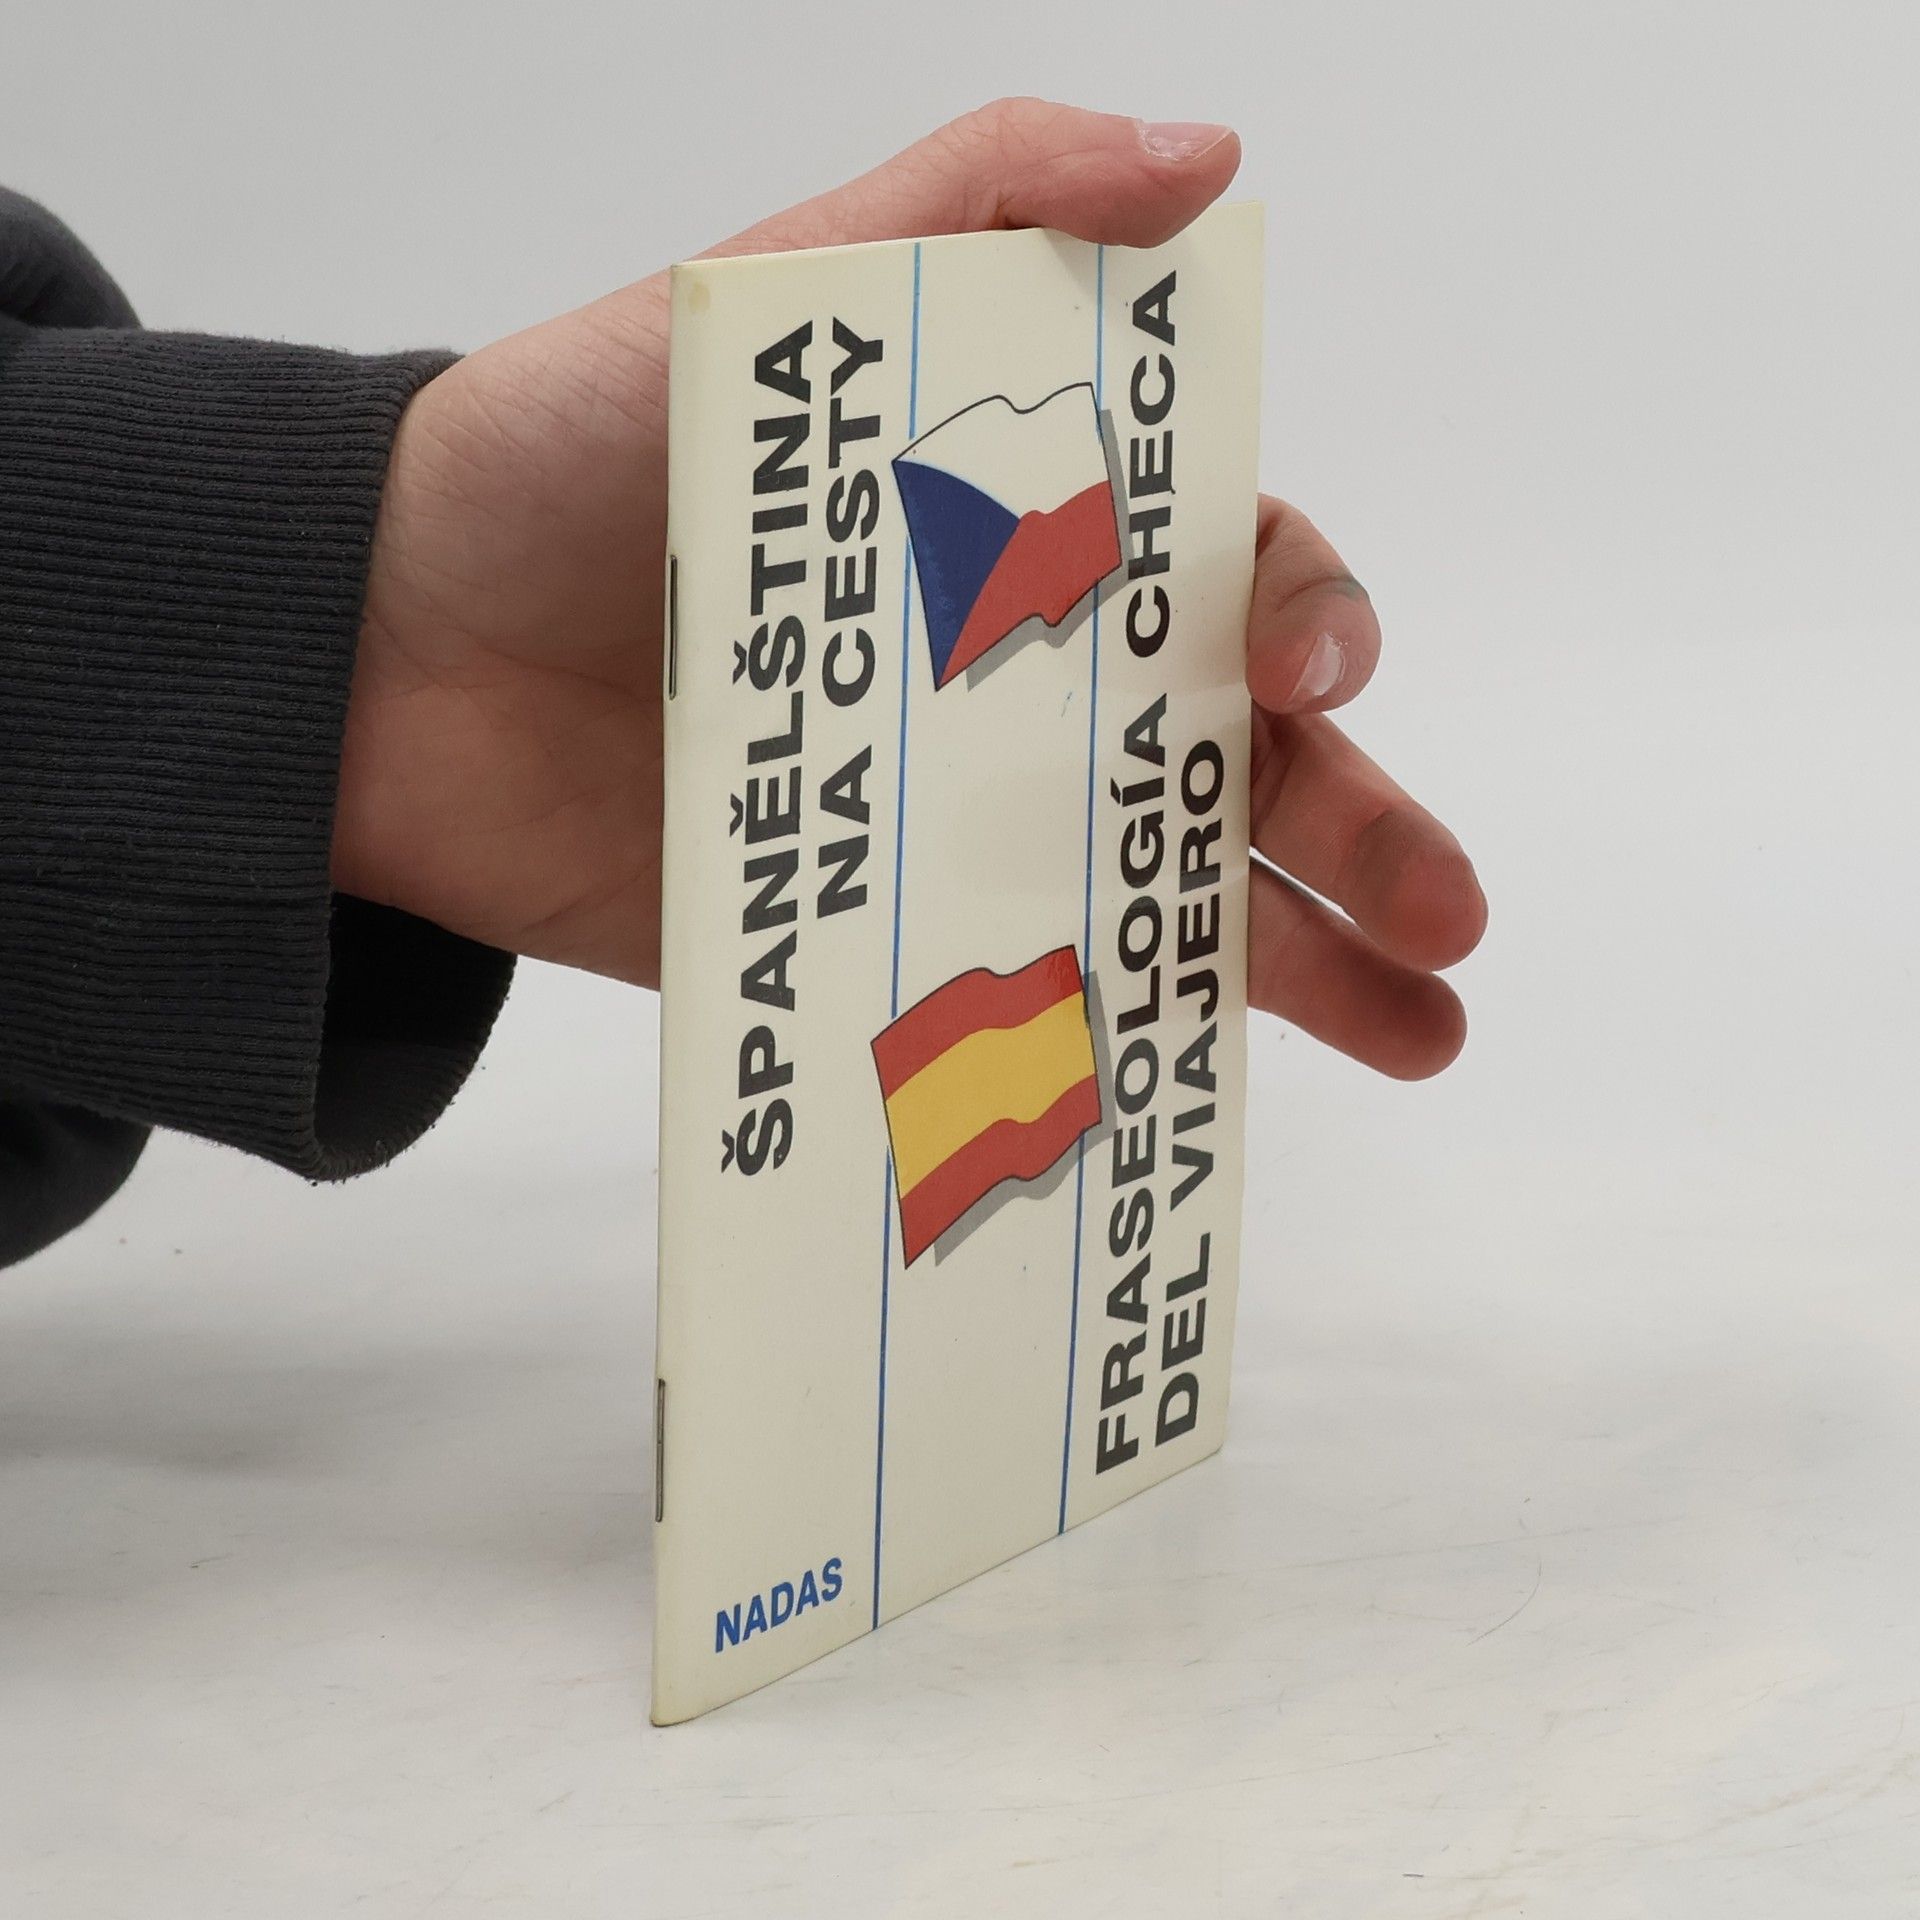 ŠPANĚLŠTINA
NA CESTY
FRASEOLOGÍA CHECA
DEL VIAJERO
NADAS